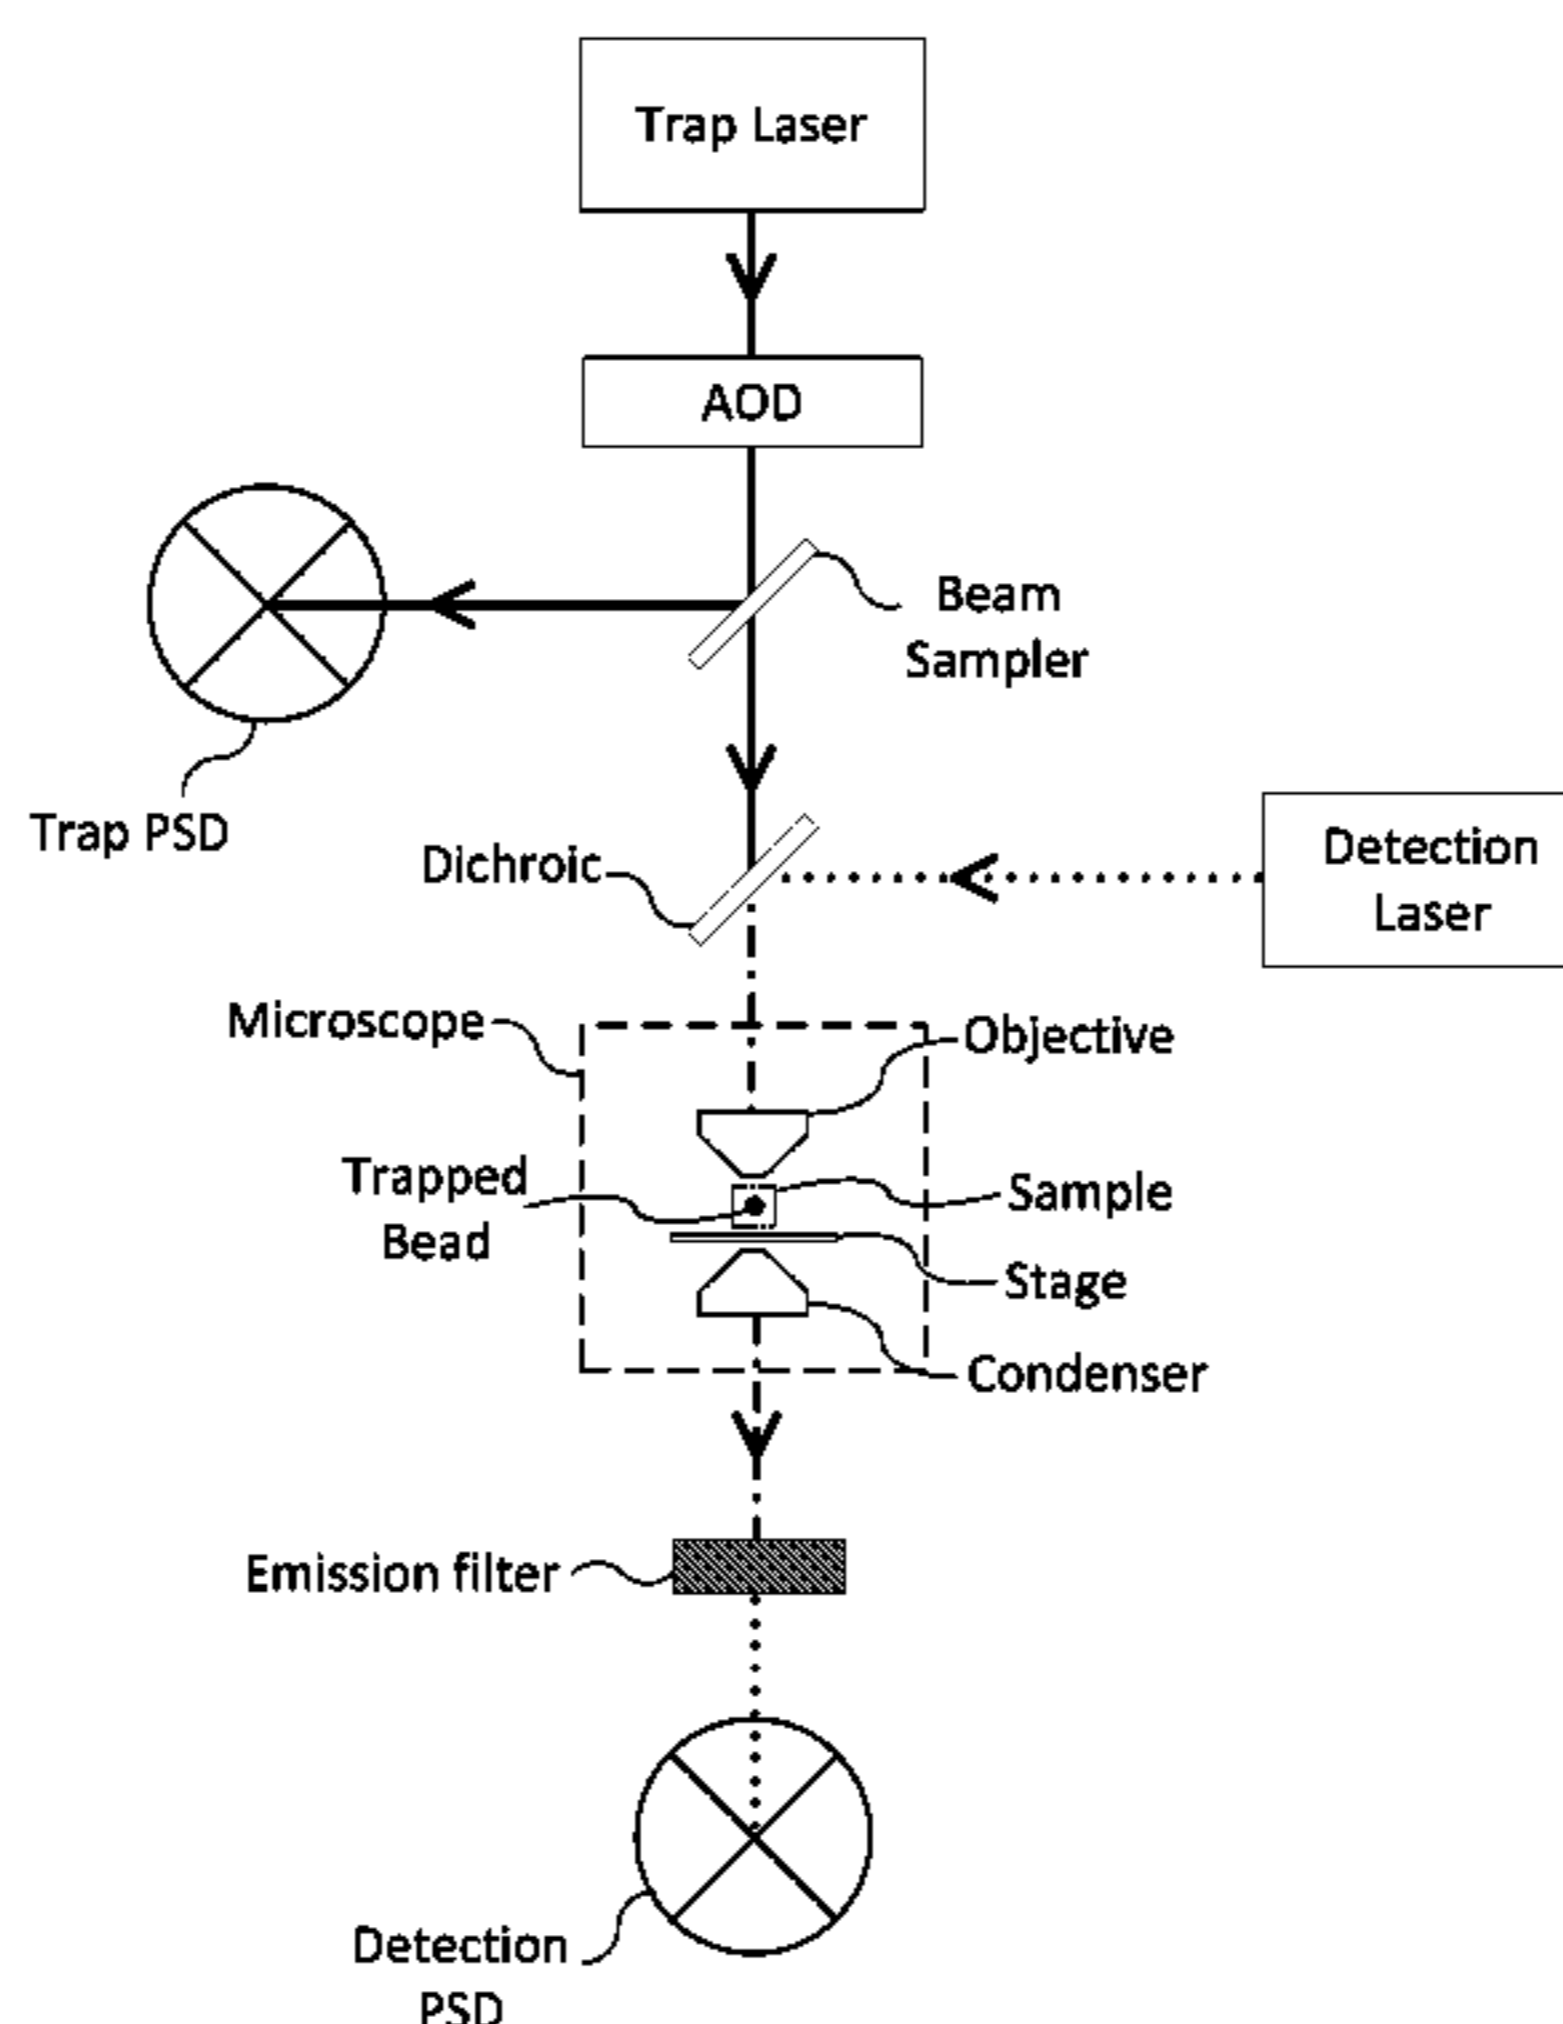 Trap Laser
AOD
Beam
Sampler
Trap PSD
Dichroic
Detection
Laser
Microscope
Objective
Trapped
Bead
Sample
Stage
Condenser
Emission filter
Detection
PSD